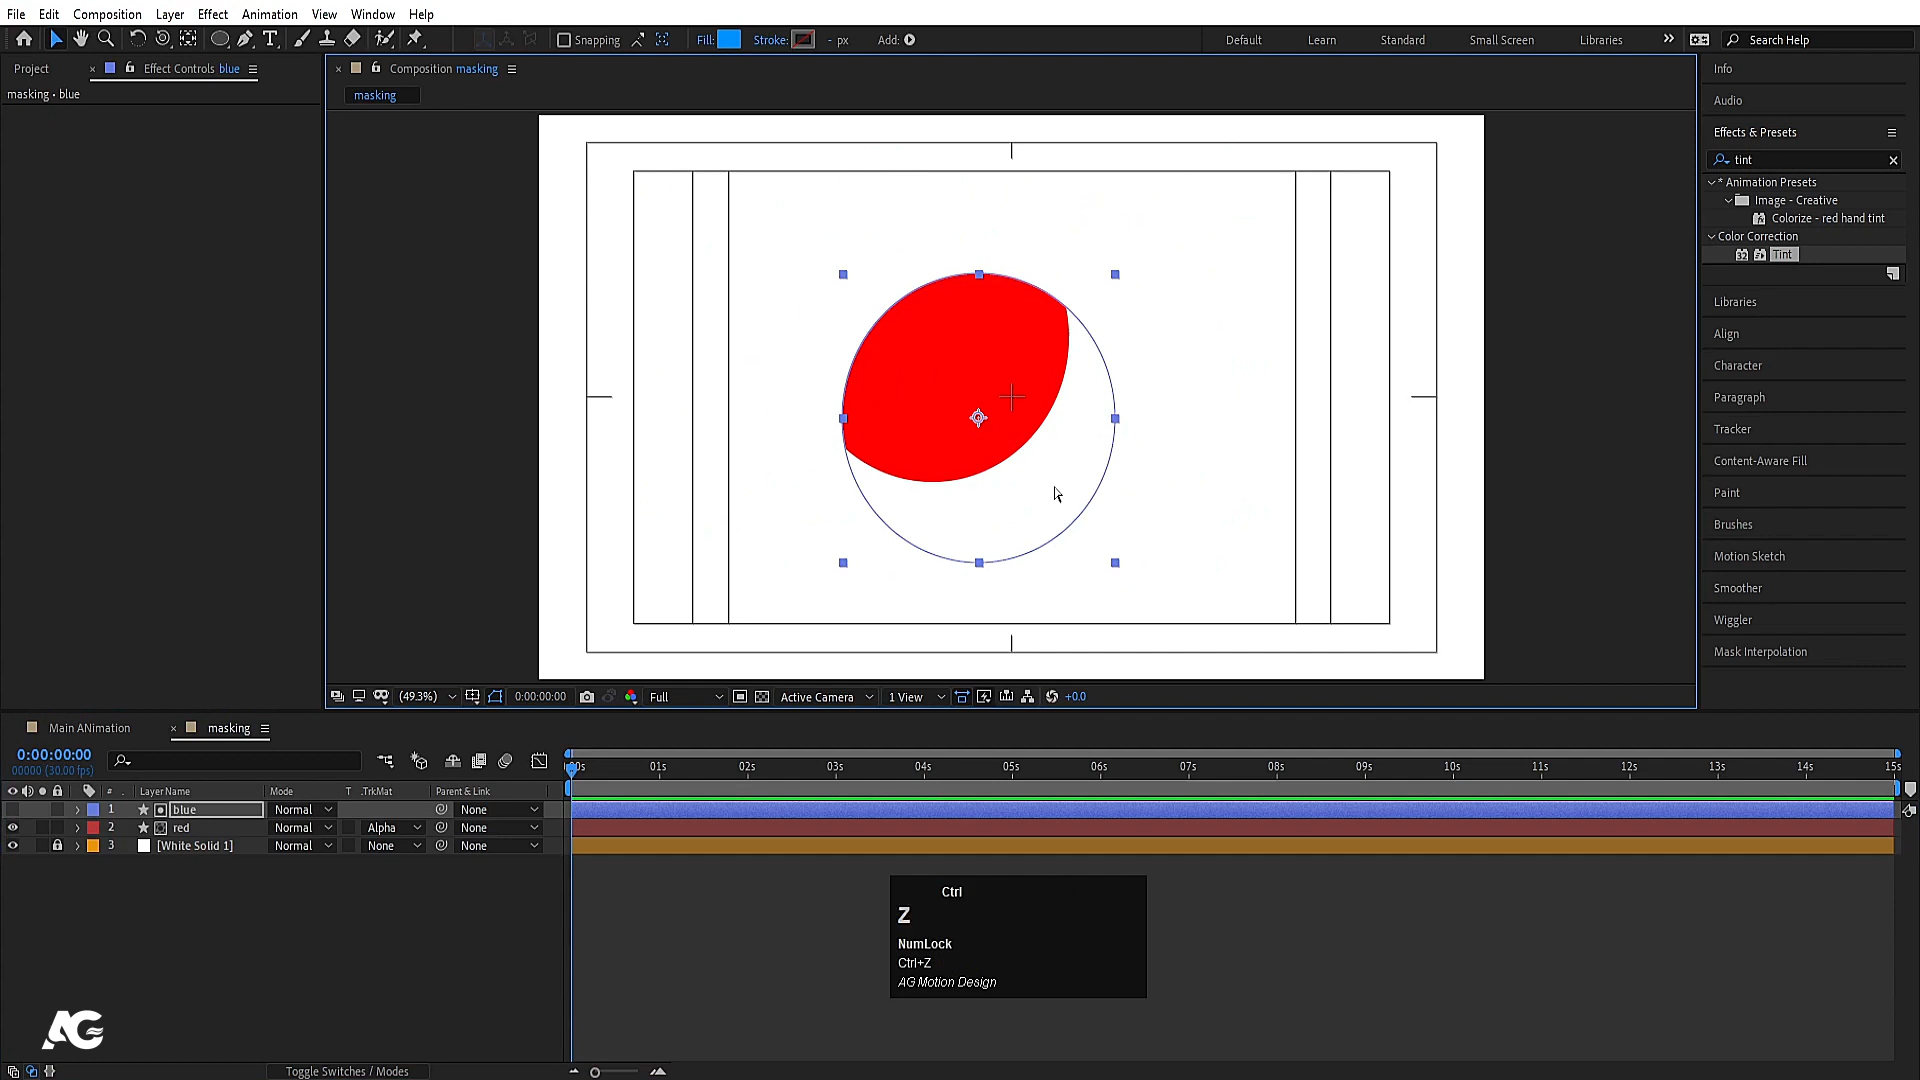 File Edit Composition Layer Effect Animation View Window Help
Snapping Fill: Stroke: - px Add: Default Learn Standard Small Screen Libraries » Search Help
Project × Effect Controls blue × Composition masking Info
masking • blue masking
Audio
Effects & Presets
tint
* Animation Presets
Image - Creative
Colorize - red hand tint
Color Correction
32 Tint
Libraries
Align
Character
Paragraph
Tracker
Content-Aware Fill
Paint
Brushes
Motion Sketch
Smoother
Wiggler
Mask Interpolation
(49.3%) 0:00:00:00 Full Active Camera 1 View +0.0
Main ANimation × masking
0:00:00:00
00000 (30.00 fps)
00s 01s 02s 03s 04s 05s 06s 07s 08s 09s 10s 11s 12s 13s 14s 15s
# . Layer Name Mode T .TrkMat Parent & Link
1 blue Normal None
2 red Normal Alpha None
3 [White Solid 1] Normal None None
Ctrl
Z
NumLock
Ctrl+Z
AG Motion Design
AG
Toggle Switches / Modes